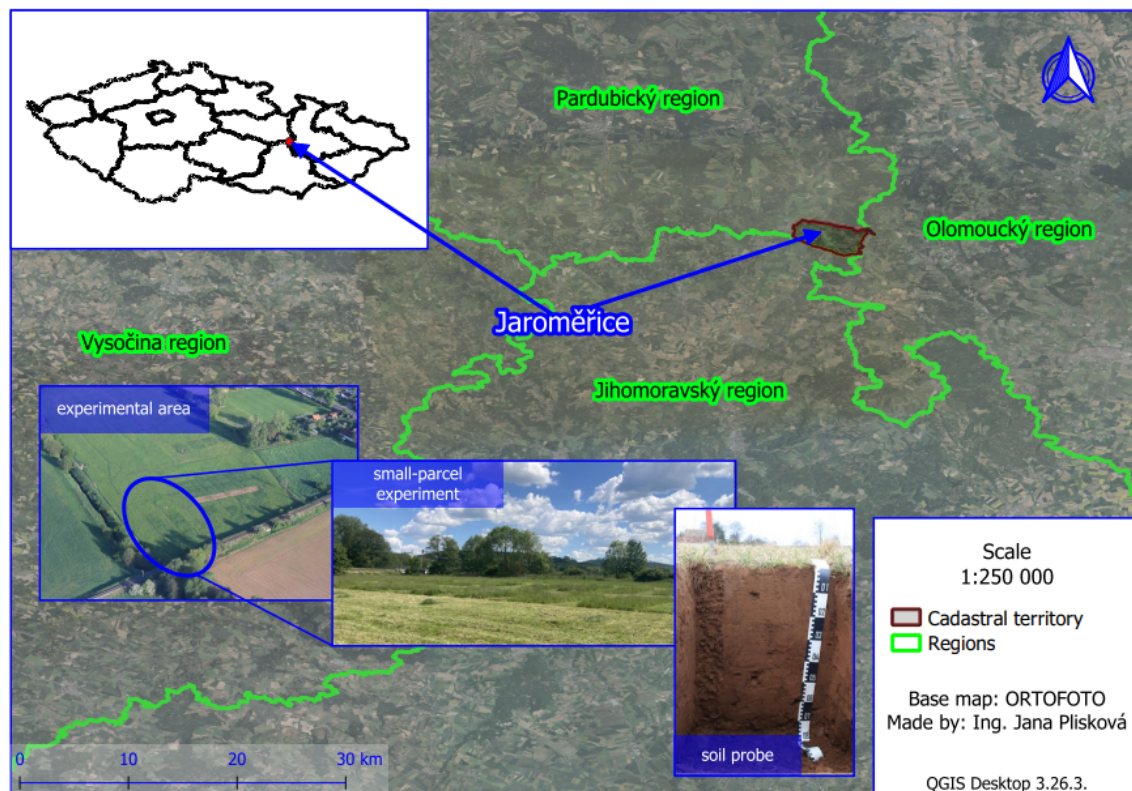 Pardubický region
Olomoucký region
Jaroměřice
Vysočina region
Jihomoravský region
experimental area
small-parcel
experiment
soil probe
Scale
1:250 000
Cadastral territory
Regions
Base map: ORTOFOTO
Made by: Ing. Jana Plisková
QGIS Desktop 3.26.3.
0 10 20 30 km